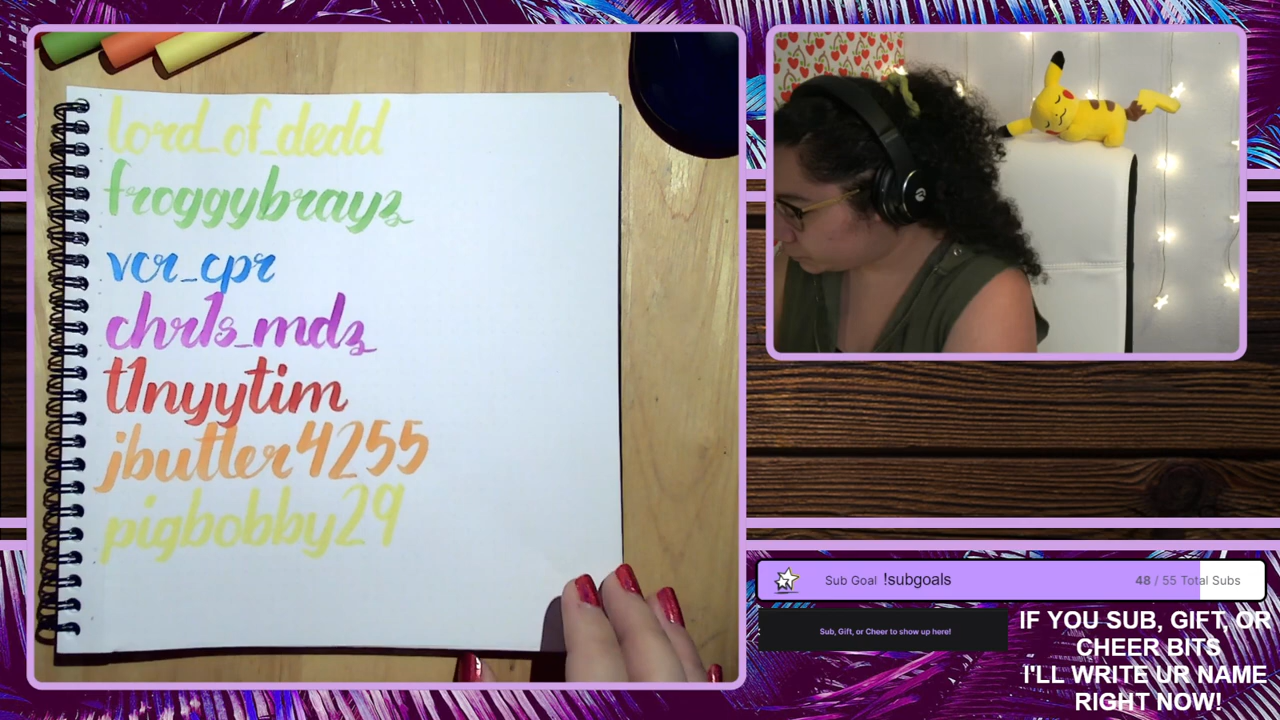 lord_of_dedd
froggybrayz
vcr_cpr
chr1s_mdz
t1nyytim
jbutler4255
pigbobby29
Sub Goal !subgoals
48 / 55 Total Subs
Sub, Gift, or Cheer to show up here!
IF YOU SUB, GIFT, OR
CHEER BITS
I'LL WRITE UR NAME
RIGHT NOW!